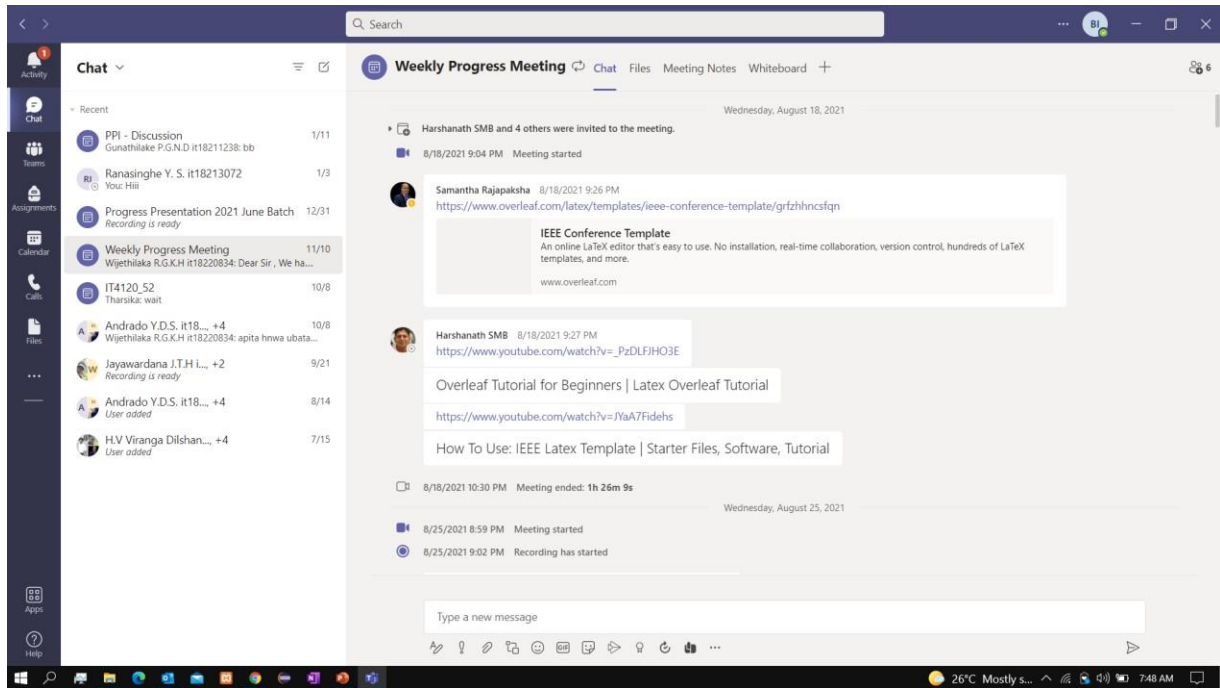 Search
BI
Activity
1
Chat
Teams
Assignments
Calendar
Calls
Files
Apps
Help
Chat
Recent
PPI - Discussion 1/11
Gunathilake P.G.N.D it18211238: bb
RI
Ranasinghe Y. S. it18213072 1/3
You: Hiii
Progress Presentation 2021 June Batch 12/31
Recording is ready
Weekly Progress Meeting 11/10
Wijethilaka R.G.K.H it18220834: Dear Sir , We ha...
IT4120_52 10/8
Tharsika: wait
Andrado Y.D.S. it18..., +4 10/8
Wijethilaka R.G.K.H it18220834: apita hnwa ubata...
Jayawardana J.T.H i..., +2 9/21
Recording is ready
Andrado Y.D.S. it18..., +4 8/14
User added
H.V Viranga Dilshan..., +4 7/15
User added
Weekly Progress Meeting Chat Files Meeting Notes Whiteboard 6
Wednesday, August 18, 2021
Harshanath SMB and 4 others were invited to the meeting.
8/18/2021 9:04 PM Meeting started
Samantha Rajapaksha 8/18/2021 9:26 PM
https://www.overleaf.com/latex/templates/ieee-conference-template/grfzhhncsfqn
IEEE Conference Template
An online LaTeX editor that's easy to use. No installation, real-time collaboration, version control, hundreds of LaTeX
templates, and more.
www.overleaf.com
Harshanath SMB 8/18/2021 9:27 PM
https://www.youtube.com/watch?v=_PzDLFJHO3E
Overleaf Tutorial for Beginners | Latex Overleaf Tutorial
https://www.youtube.com/watch?v=JYaA7Fidehs
How To Use: IEEE Latex Template | Starter Files, Software, Tutorial
8/18/2021 10:30 PM Meeting ended: 1h 26m 9s
Wednesday, August 25, 2021
8/25/2021 8:59 PM Meeting started
8/25/2021 9:02 PM Recording has started
Type a new message
GIF
26°C Mostly s... 7:48 AM